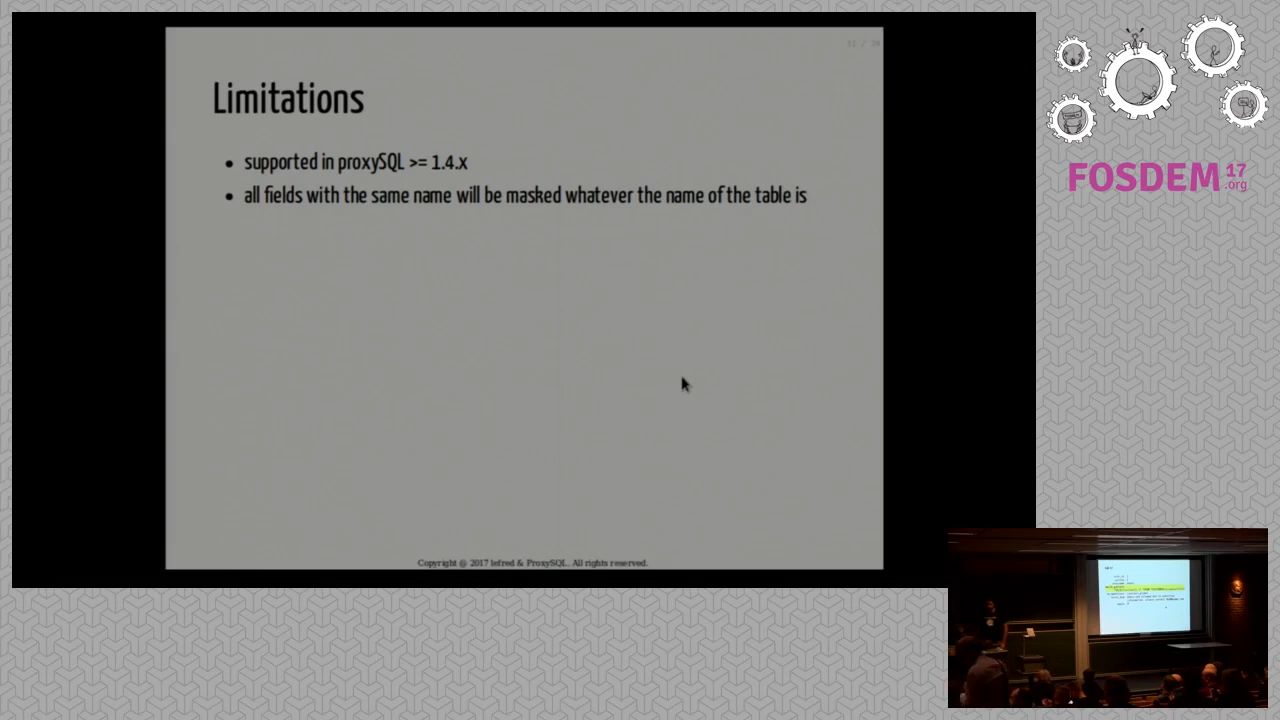 Limitations
supported in proxySQL >= 1.4.x
all fields with the same name will be masked whatever the name of the table is
Copyright @ 2017 lefred & ProxySQL. All rights reserved.
FOSDEM 17
.org